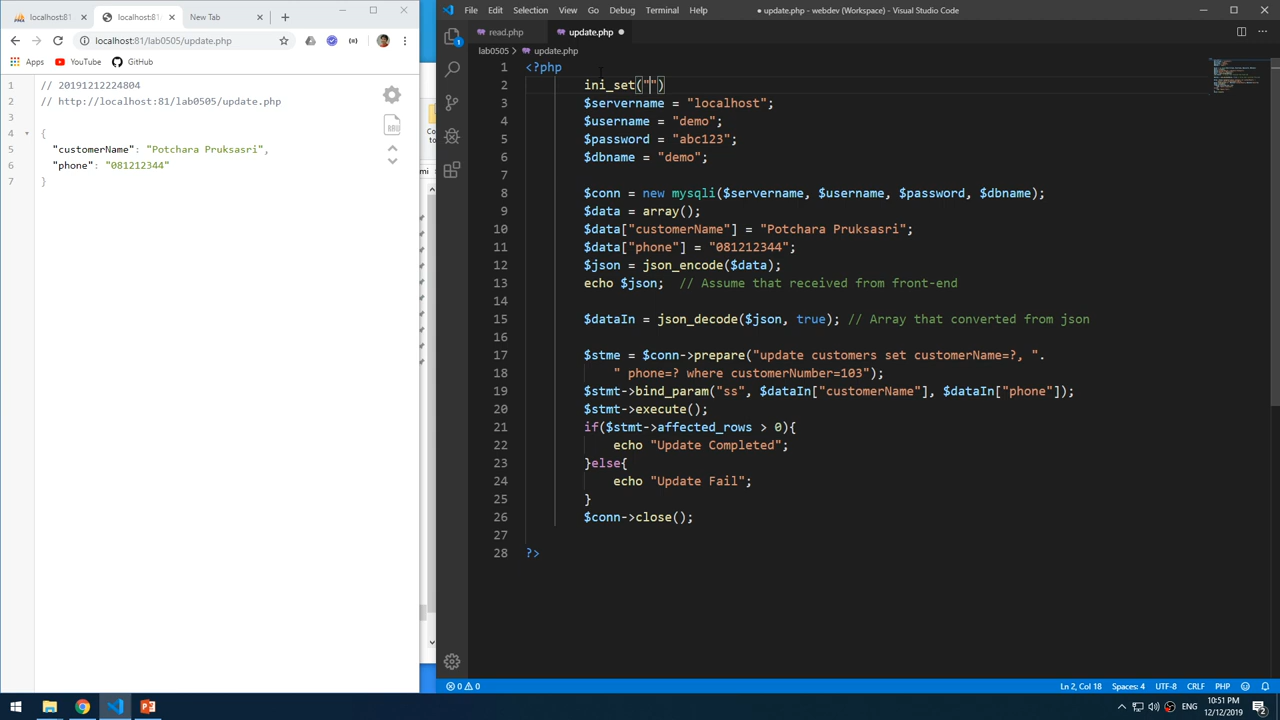 localhost:81
localhost:81
New Tab
localhost:81/lab0505/update.php
Apps
YouTube
GitHub
1 // 20191212224804
2 // http://localhost:81/lab0505/update.php
3
4 {
5 "customerName": "Potchara Pruksasri",
6 "phone": "081212344"
7 }
File Edit Selection View Go Debug Terminal Help
● update.php - webdev (Workspace) - Visual Studio Code
read.php
update.php
lab0505 > update.php
1 <?php
2 ini_set("")
3 $servername = "localhost";
4 $username = "demo";
5 $password = "abc123";
6 $dbname = "demo";
7
8 $conn = new mysqli($servername, $username, $password, $dbname);
9 $data = array();
10 $data["customerName"] = "Potchara Pruksasri";
11 $data["phone"] = "081212344";
12 $json = json_encode($data);
13 echo $json; // Assume that received from front-end
14
15 $dataIn = json_decode($json, true); // Array that converted from json
16
17 $stme = $conn->prepare("update customers set customerName=?, ".
18 " phone=? where customerNumber=103");
19 $stmt->bind_param("ss", $dataIn["customerName"], $dataIn["phone"]);
20 $stmt->execute();
21 if($stmt->affected_rows > 0){
22 echo "Update Completed";
23 }else{
24 echo "Update Fail";
25 }
26 $conn->close();
27
28 ?>
0 0
Ln 2, Col 18
Spaces: 4
UTF-8
CRLF
PHP
ENG
10:51 PM
12/12/2019